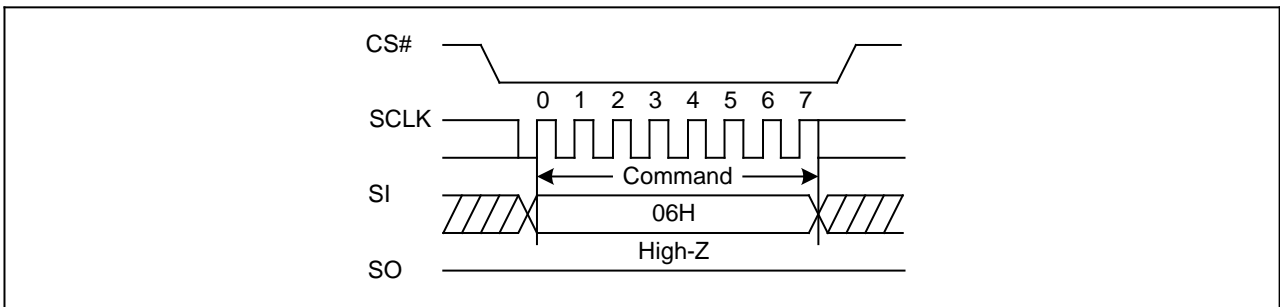 CS#
0 1 2 3 4 5 6 7
SCLK
Command
SI
06H
High-Z
SO